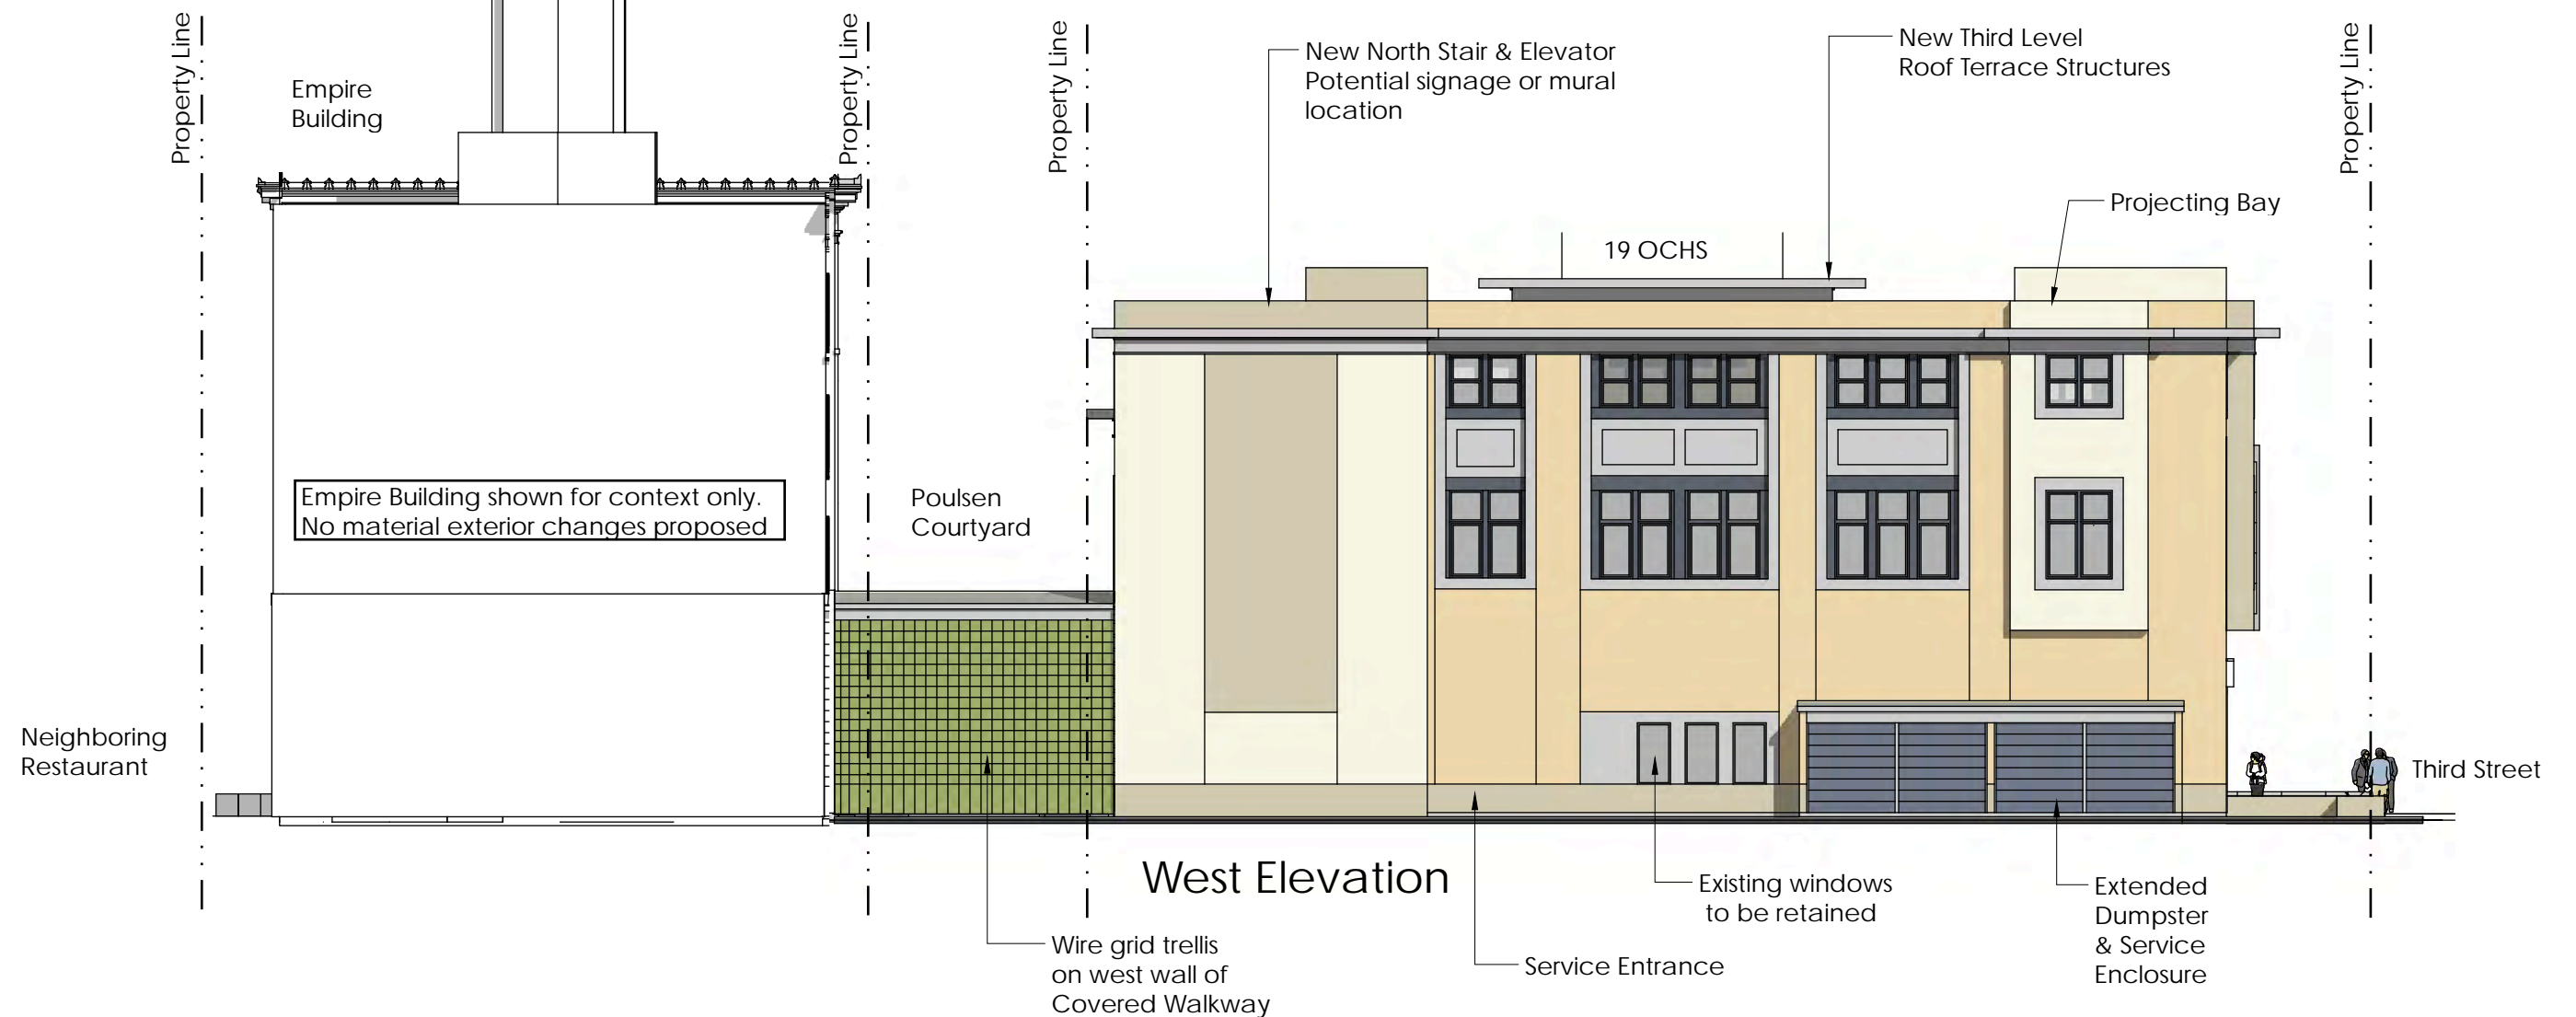 Property Line
Empire
Building
Property Line
Property Line
New North Stair & Elevator
Potential signage or mural
location
New Third Level
Roof Terrace Structures
Property Line
Projecting Bay
19 OCHS
Empire Building shown for context only.
No material exterior changes proposed
Poulsen
Courtyard
Neighboring
Restaurant
Third Street
West Elevation
Wire grid trellis
on west wall of
Covered Walkway
Service Entrance
Existing windows
to be retained
Extended
Dumpster
& Service
Enclosure